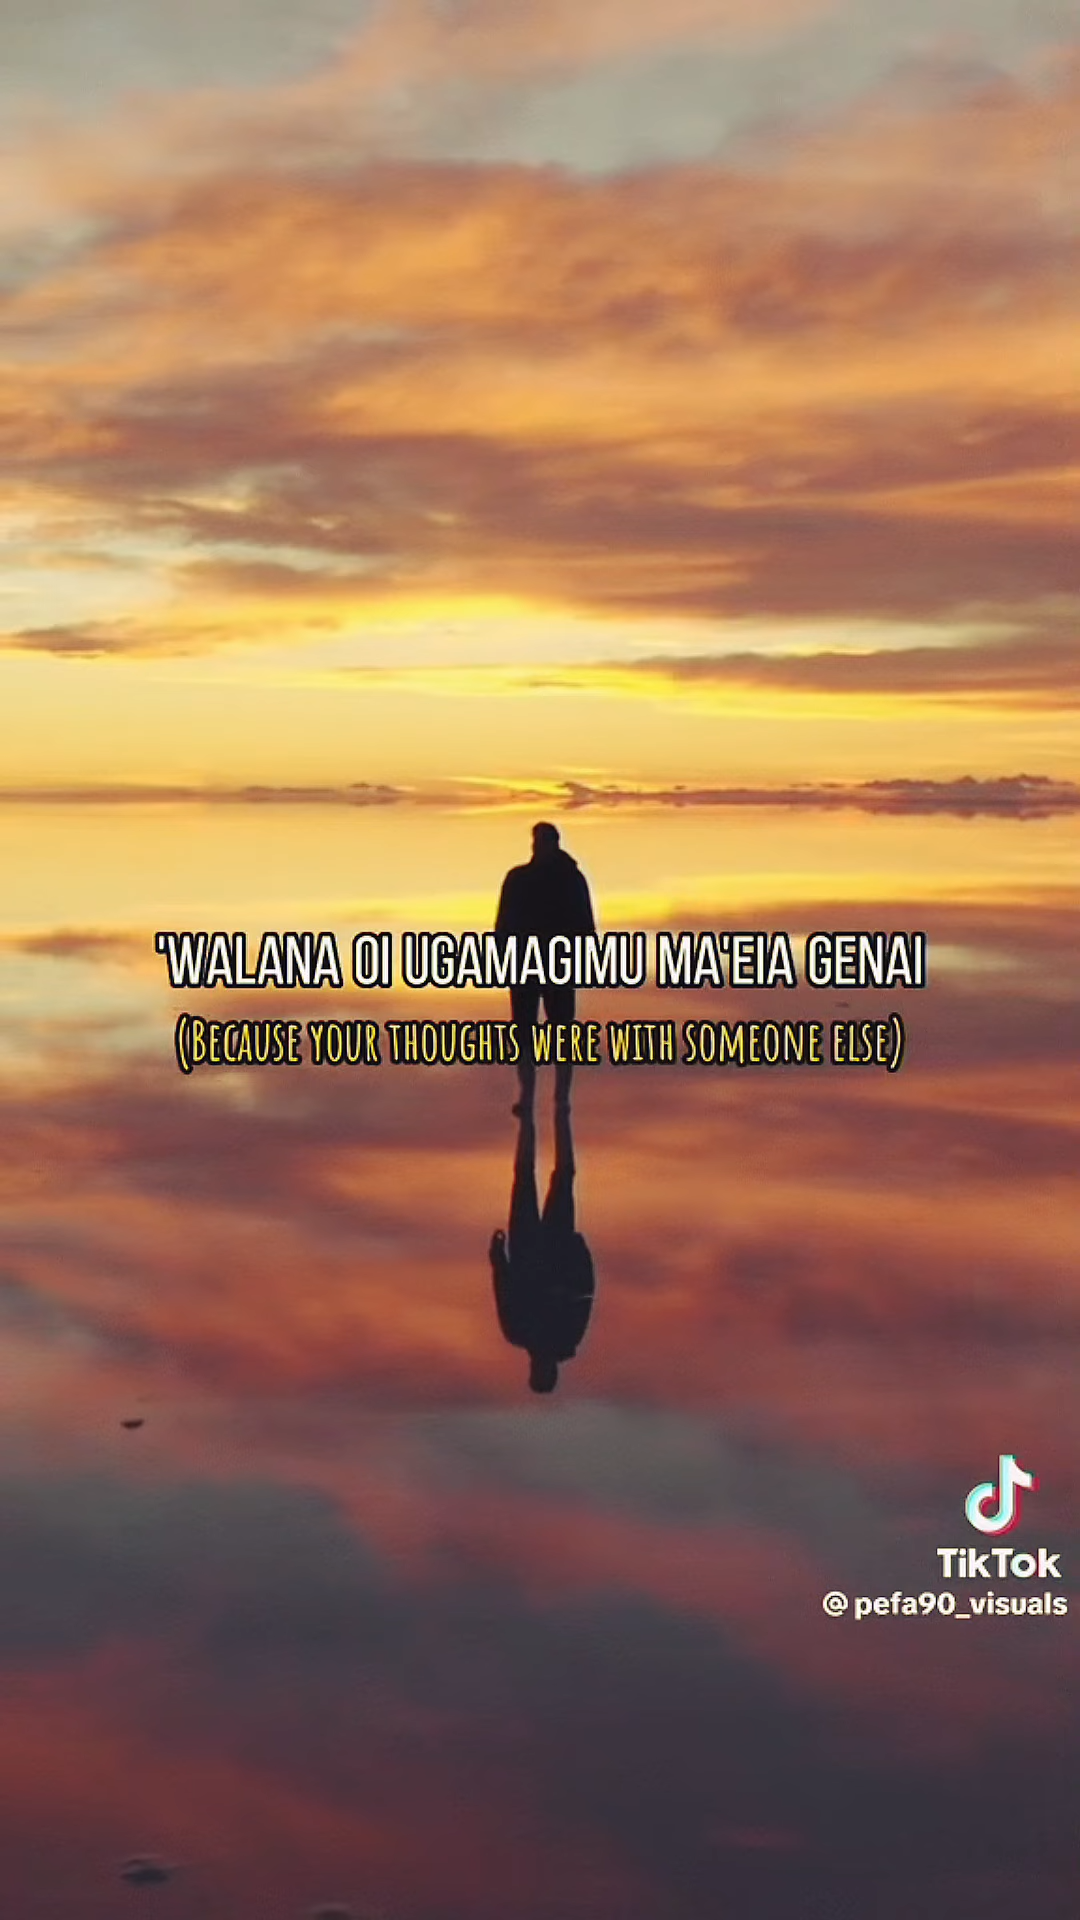 'WALANA OI UGAMAGIMU MA'EIA GENAI
(BECAUSE YOUR THOUGHTS WERE WITH SOMEONE ELSE)
TikTok
@pefa90_visuals